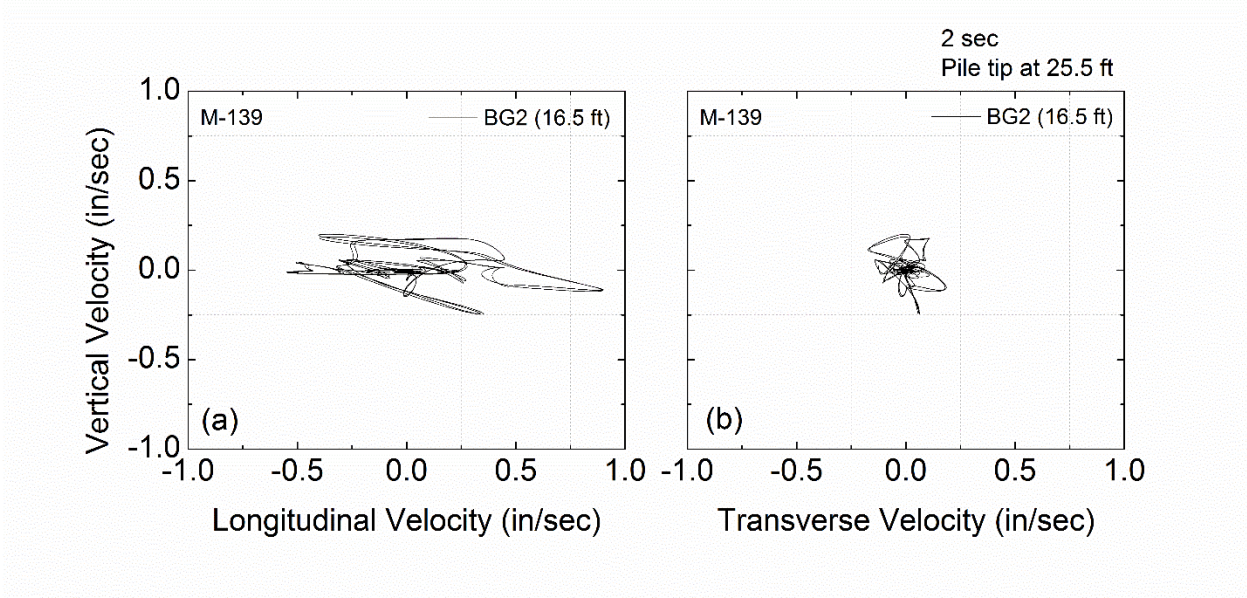 2 sec
Pile tip at 25.5 ft
M-139
BG2 (16.5 ft)
M-139
BG2 (16.5 ft)
1.0
0.5
0.0
-0.5
-1.0
Vertical Velocity (in/sec)
(a)
(b)
-1.0 -0.5 0.0 0.5 1.0
-1.0 -0.5 0.0 0.5 1.0
Longitudinal Velocity (in/sec)
Transverse Velocity (in/sec)